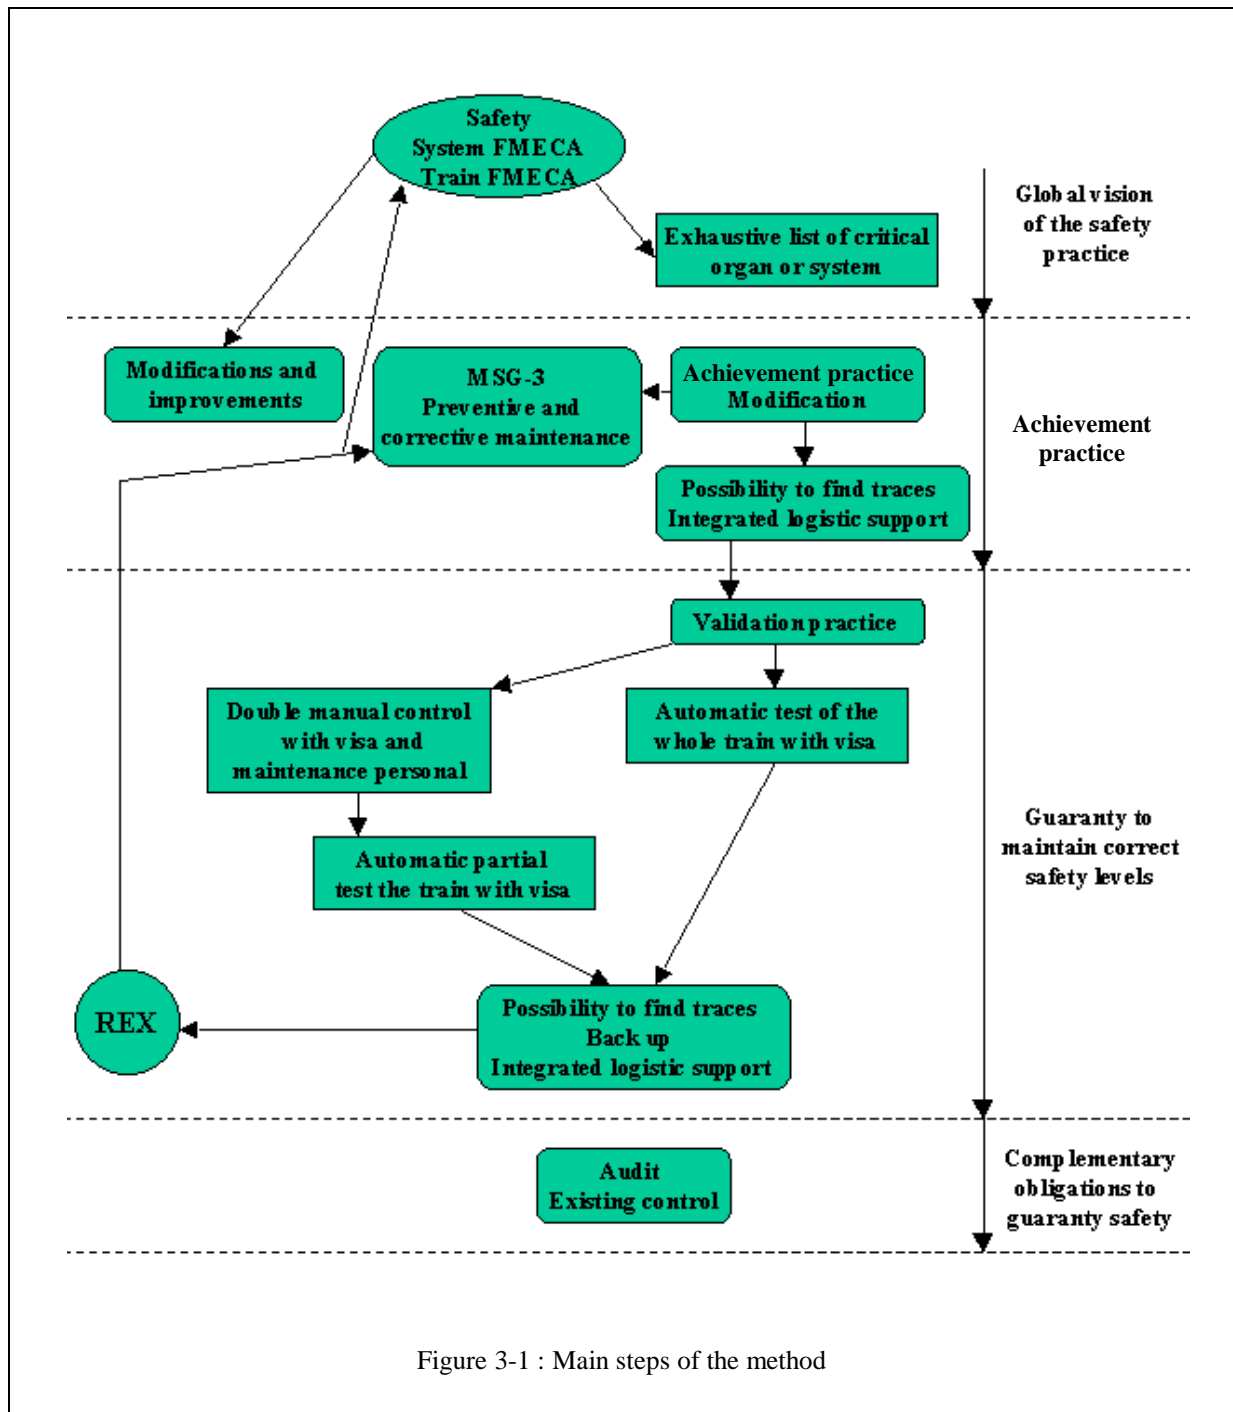 Safety
System FMECA
Train FMECA
Exhaustive list of critical
organ or system
Global vision
of the safety
practice
Modifications and
improvements
MSG-3
Preventive and
corrective maintenance
Achievement practice
Modification
Possibility to find traces
Integrated logistic support
Achievement
practice
Validation practice
Double manual control
with visa and
maintenance personal
Automatic test of the
whole train with visa
Automatic partial
test the train with visa
Guaranty to
maintain correct
safety levels
REX
Possibility to find traces
Back up
Integrated logistic support
Audit
Existing control
Complementary
obligations to
guaranty safety
Figure 3-1 : Main steps of the method